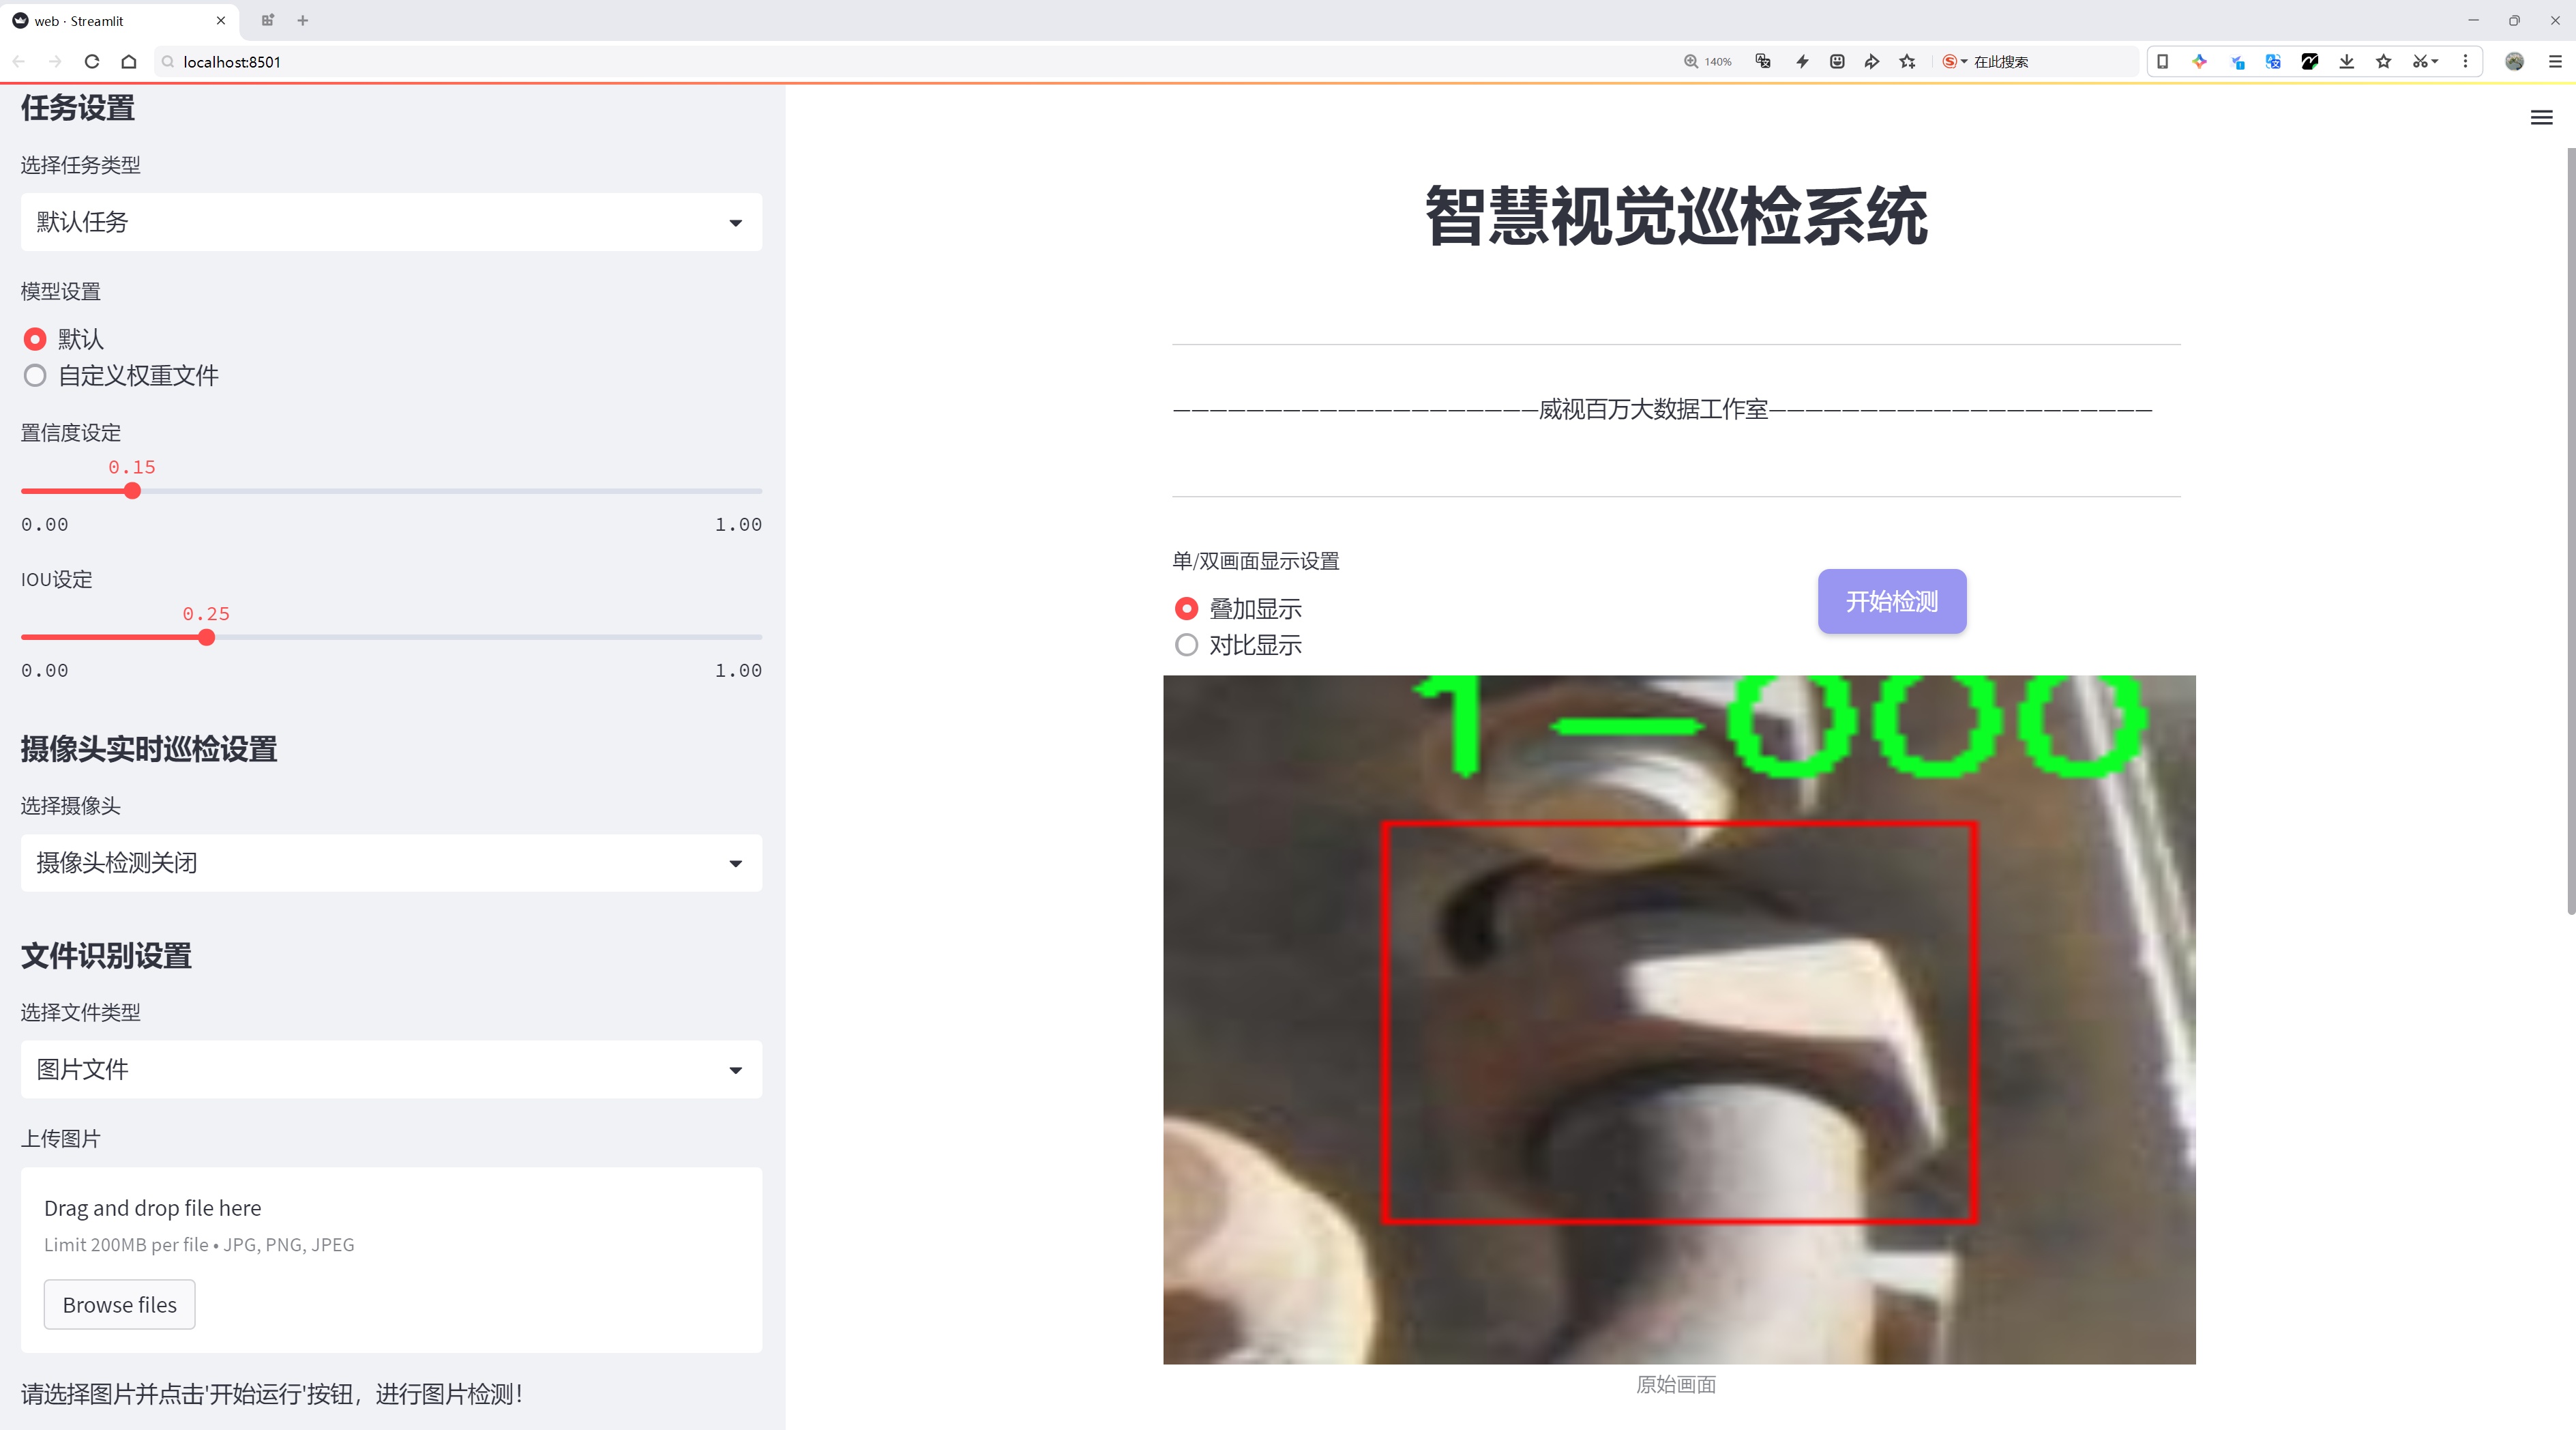 web · Streamlit
localhost:8501
140%
在此搜索
任务设置
选择任务类型
默认任务
模型设置
默认
自定义权重文件
置信度设定
0.15
0.00
1.00
IOU设定
0.25
0.00
1.00
摄像头实时巡检设置
选择摄像头
摄像头检测关闭
文件识别设置
选择文件类型
图片文件
上传图片
Drag and drop file here
Limit 200MB per file • JPG, PNG, JPEG
Browse files
请选择图片并点击'开始运行'按钮，进行图片检测！
智慧视觉巡检系统
————————————————————威视百万大数据工作室—————————————————————
单/双画面显示设置
叠加显示
对比显示
开始检测
1-000
原始画面